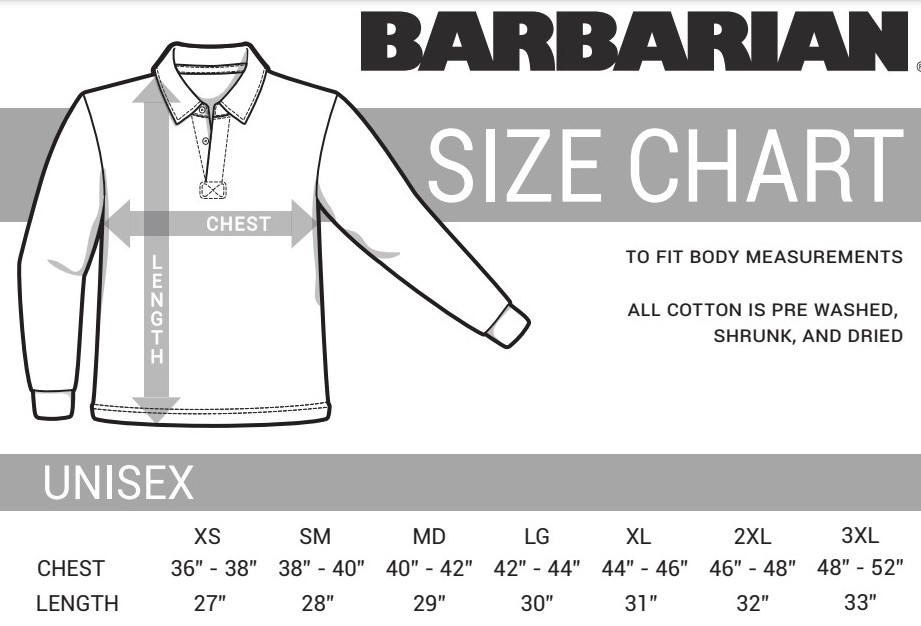 BARBARIAN®
SIZE CHART
CHEST
LENGTH
TO FIT BODY MEASUREMENTS
ALL COTTON IS PRE WASHED,
SHRUNK, AND DRIED
UNISEX
XS SM MD LG XL 2XL 3XL
CHEST 36” - 38” 38” - 40” 40” - 42” 42” - 44” 44” - 46” 46” - 48” 48” - 52”
LENGTH 27” 28” 29” 30” 31” 32” 33”